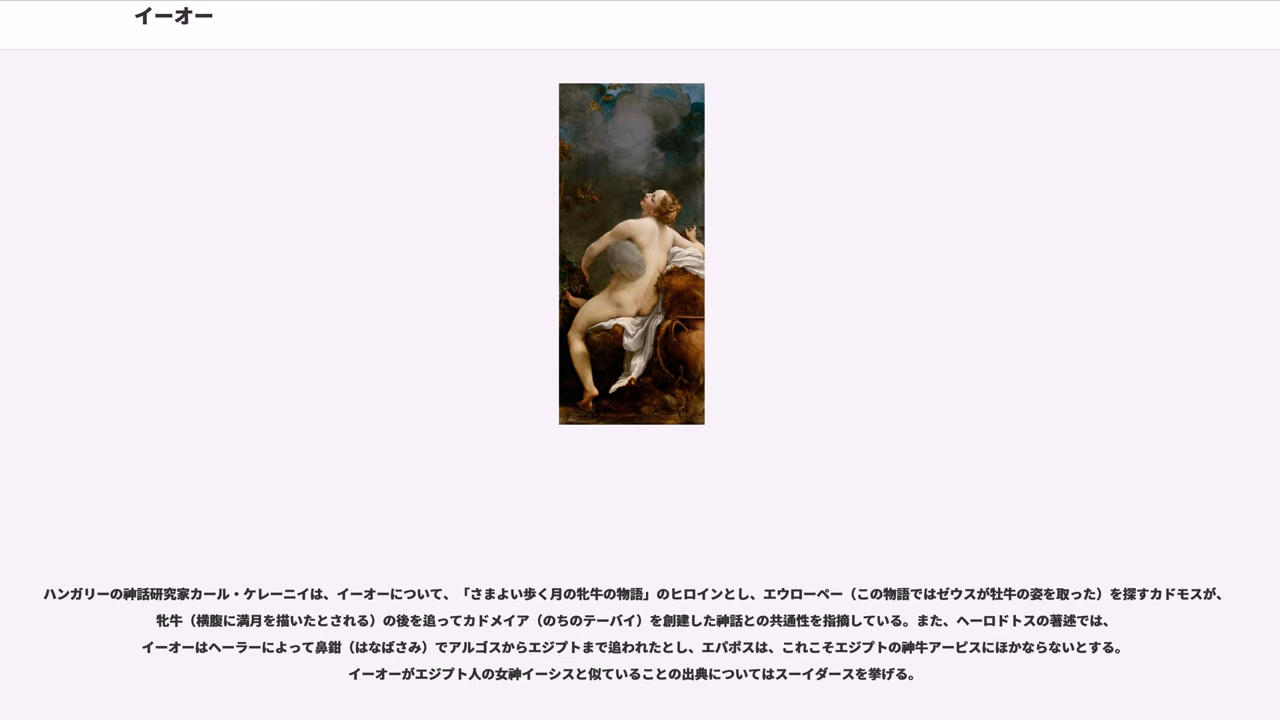 イーオー
ハンガリーの神話研究家カール・ケレーニイは、イーオーについて、「さまよい歩く月の牝牛の物語」のヒロインとし、エウローペー（この物語ではゼウスが牡牛の姿を取った）を探すカドモスが、
牝牛（横腹に満月を描いたとされる）の後を追ってカドメイア（のちのテーバイ）を創建した神話との共通性を指摘している。また、ヘーロドトスの著述では、
イーオーはヘーラーによって鼻鉗（はなばさみ）でアルゴスからエジプトまで追われたとし、エパポスは、これこそエジプトの神牛アーピスにほかならないとする。
イーオーがエジプト人の女神イーシスと似ていることの出典についてはスーイダースを挙げる。